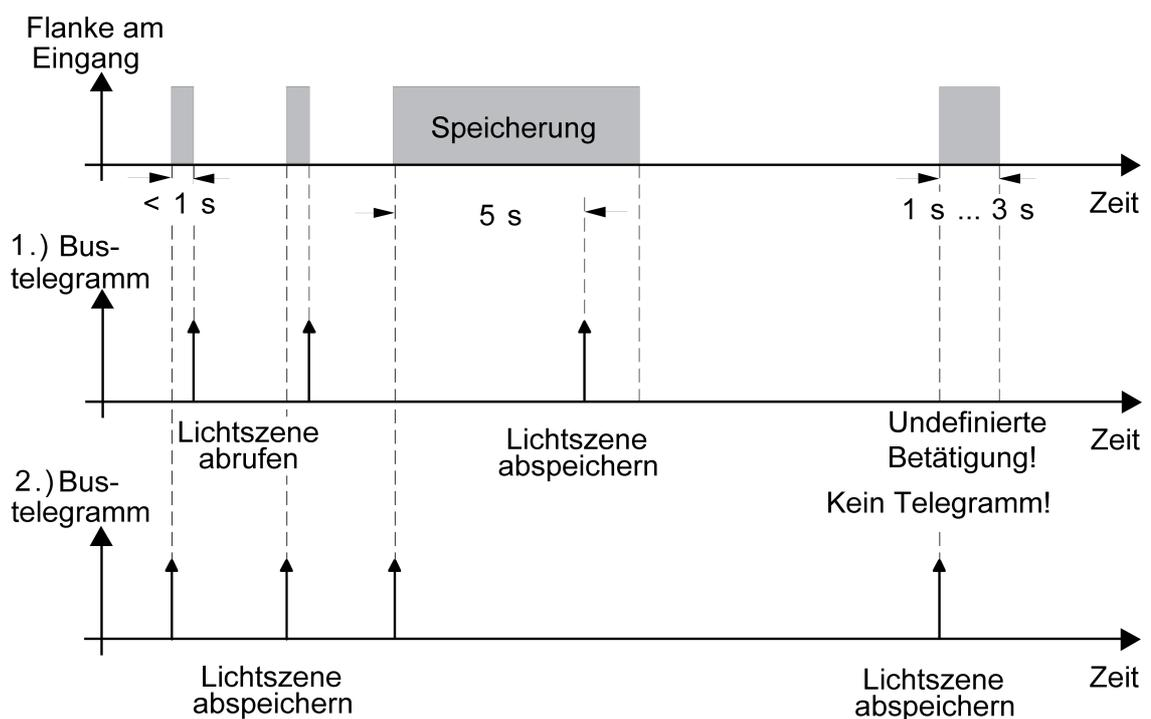 Flanke am
Eingang
Speicherung
< 1 s
5 s
1 s ... 3 s
Zeit
1.) Bus-
telegramm
Lichtszene
abrufen
Lichtszene
abspeichern
Undefinierte
Betätigung!
Kein Telegramm!
Zeit
2.) Bus-
telegramm
Lichtszene
abspeichern
Lichtszene
abspeichern
Zeit